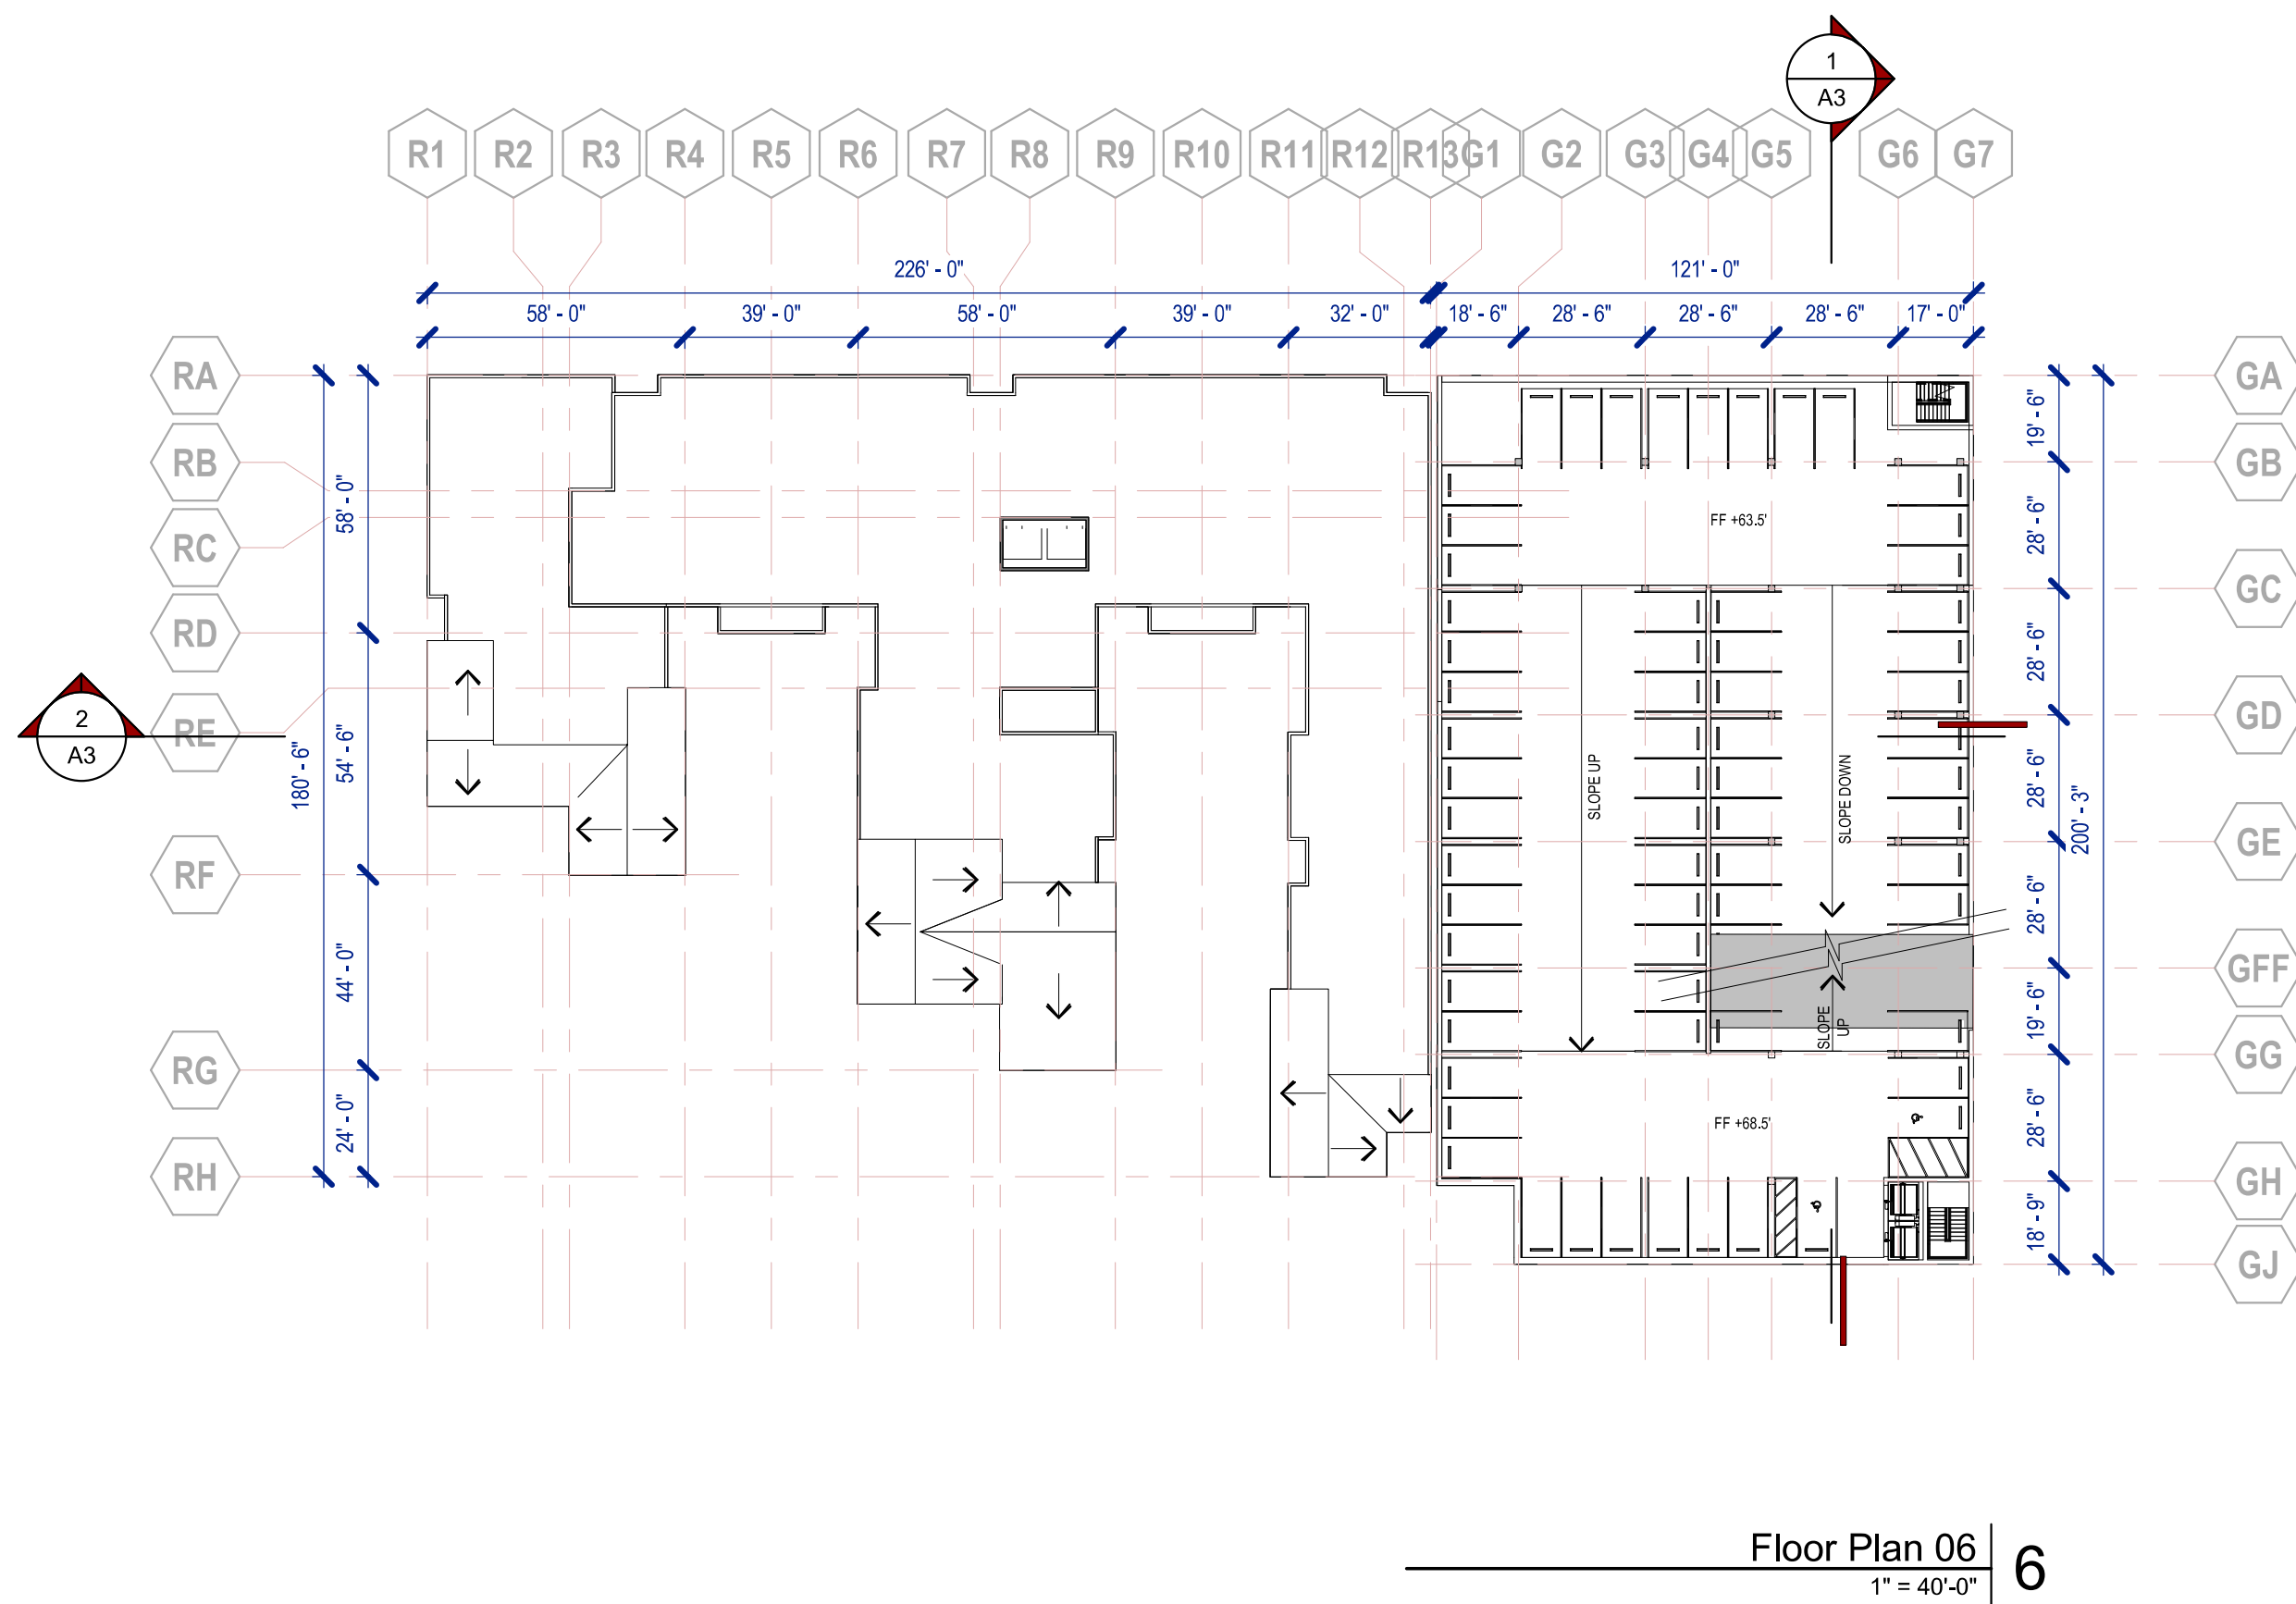 1
A3
R1 R2 R3 R4 R5 R6 R7 R8 R9 R10 R11 R12 R13 G1 G2 G3 G4 G5 G6 G7
226' - 0" 121' - 0"
58' - 0" 39' - 0" 58' - 0" 39' - 0" 32' - 0" 18' - 6" 28' - 6" 28' - 6" 28' - 6" 17' - 0"
RA
RB
RC
RD
RE
RF
RG
RH
2
A3
180' - 6"
58' - 0"
54' - 6"
44' - 0"
24' - 0"
FF +63.5'
SLOPE UP
SLOPE DOWN
SLOPE
UP
FF +68.5'
19' - 6"
28' - 6"
28' - 6"
28' - 6"
28' - 6"
19' - 6"
28' - 6"
18' - 9"
200' - 3"
GA
GB
GC
GD
GE
GFF
GG
GH
GJ
Floor Plan 06
1" = 40'-0"
6